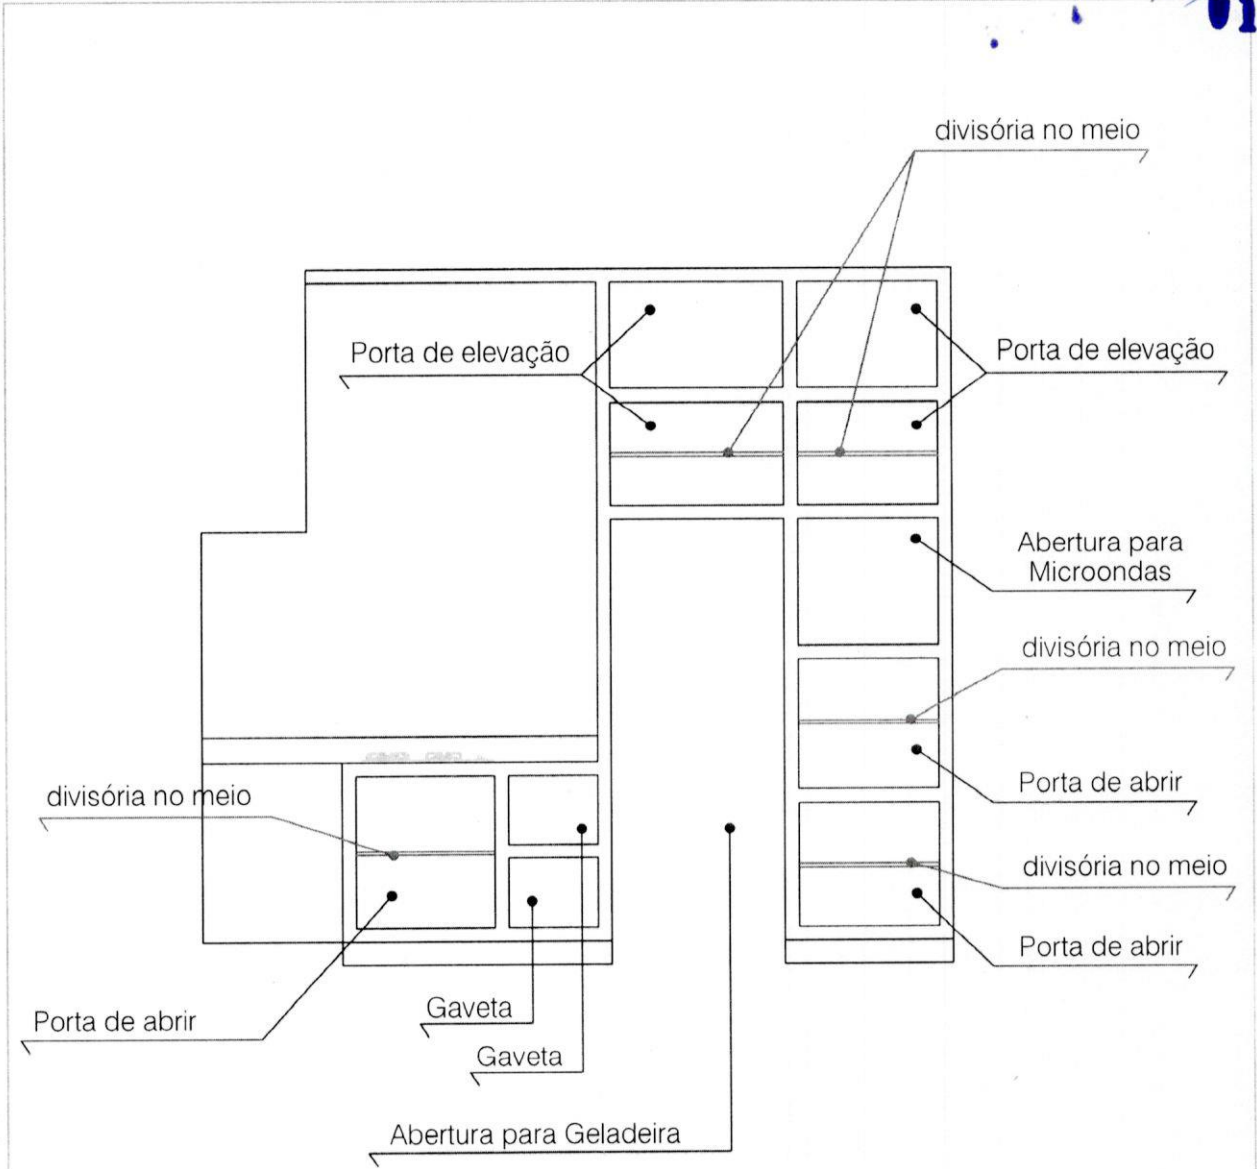 01
divisória no meio
Porta de elevação
Porta de elevação
Abertura para
Microondas
divisória no meio
Porta de abrir
divisória no meio
divisória no meio
Porta de abrir
Porta de abrir
Gaveta
Gaveta
Abertura para Geladeira